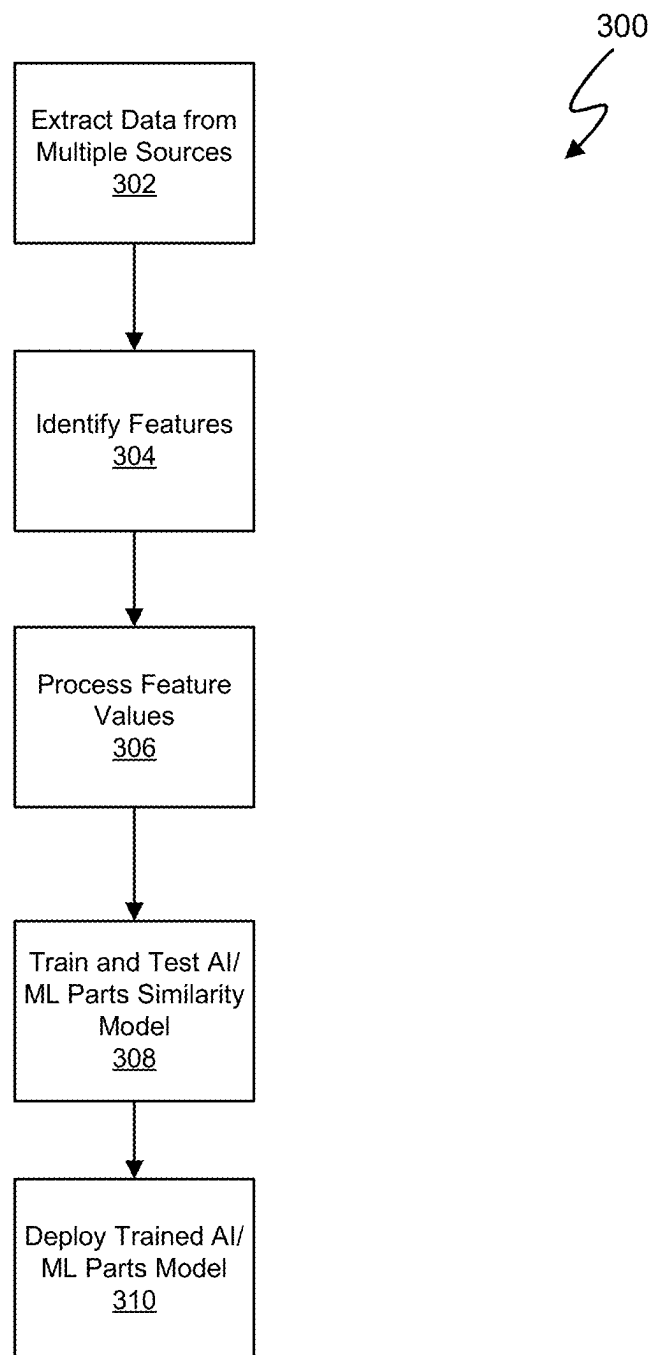 300
Extract Data from
Multiple Sources
302
Identify Features
304
Process Feature
Values
306
Train and Test AI/
ML Parts Similarity
Model
308
Deploy Trained AI/
ML Parts Model
310